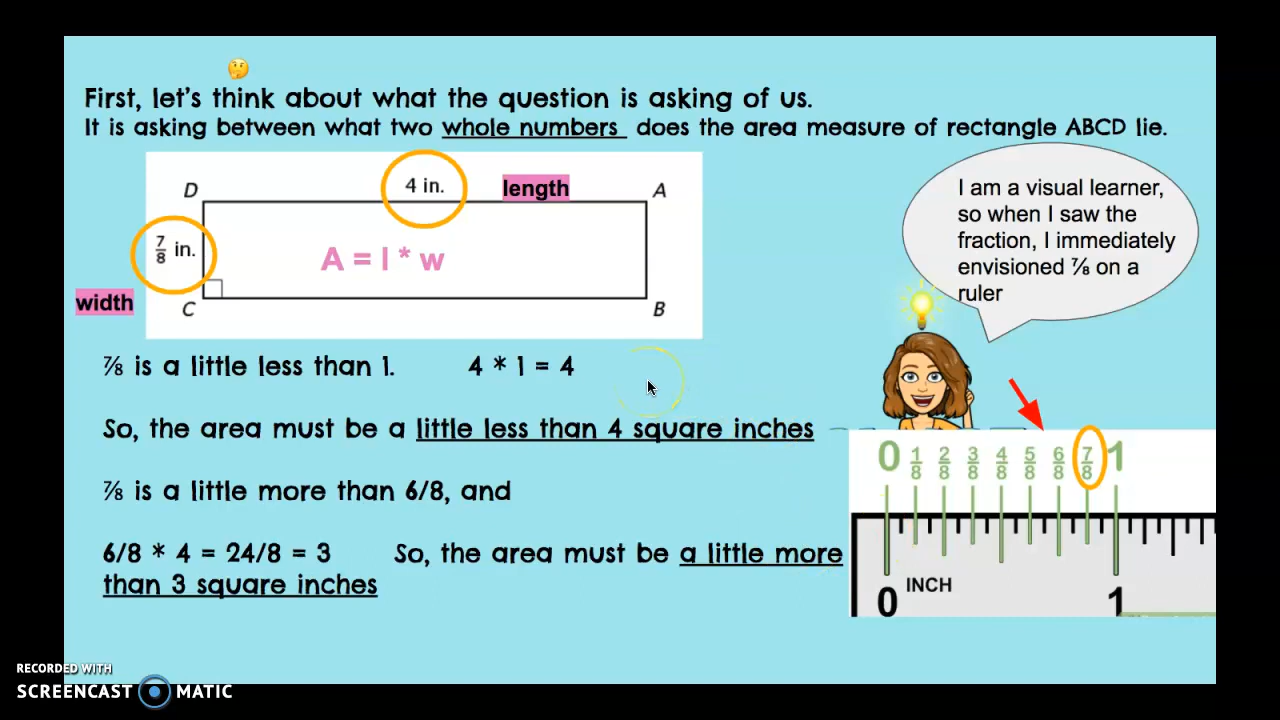 First, let's think about what the question is asking of us.
It is asking between what two whole numbers does the area measure of rectangle ABCD lie.
D
4 in.
length
A
7/8 in.
A = l * w
width
C
B
I am a visual learner,
so when I saw the
fraction, I immediately
envisioned ⅞ on a
ruler
⅞ is a little less than 1. 4 * 1 = 4
So, the area must be a little less than 4 square inches
⅞ is a little more than 6/8, and
6/8 * 4 = 24/8 = 3 So, the area must be a little more
than 3 square inches
0 1/8 2/8 3/8 4/8 5/8 6/8 7/8 1
INCH
0 1
RECORDED WITH
SCREENCAST MATIC